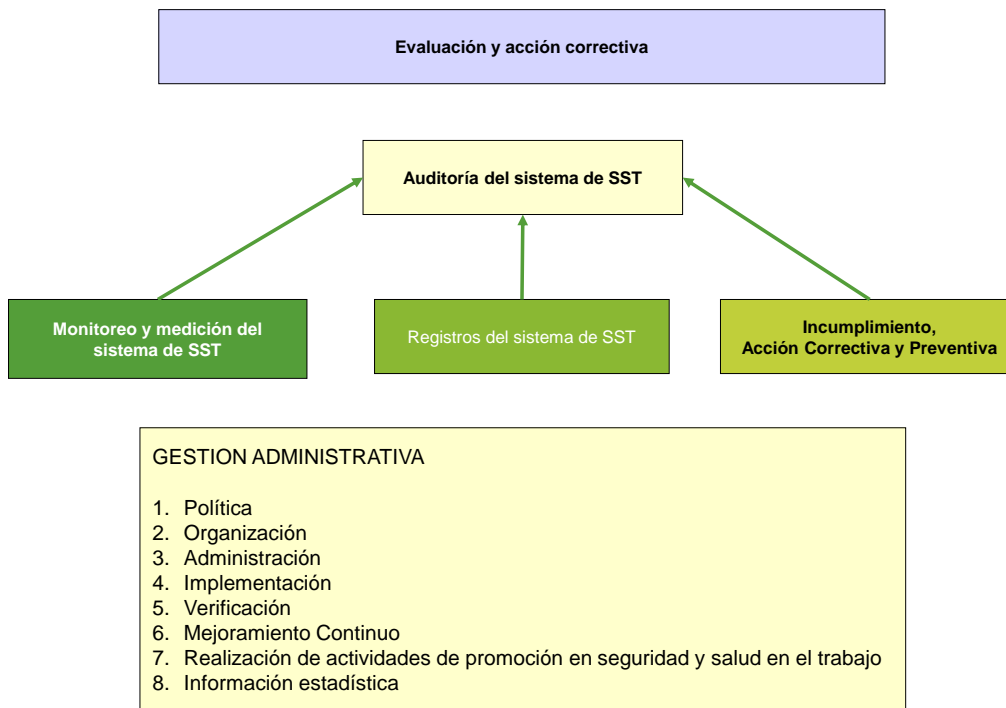 Evaluación y acción correctiva
Auditoría del sistema de SST
Monitoreo y medición del
sistema de SST
Registros del sistema de SST
Incumplimiento,
Acción Correctiva y Preventiva
GESTION ADMINISTRATIVA
1. Política
2. Organización
3. Administración
4. Implementación
5. Verificación
6. Mejoramiento Continuo
7. Realización de actividades de promoción en seguridad y salud en el trabajo
8. Información estadística